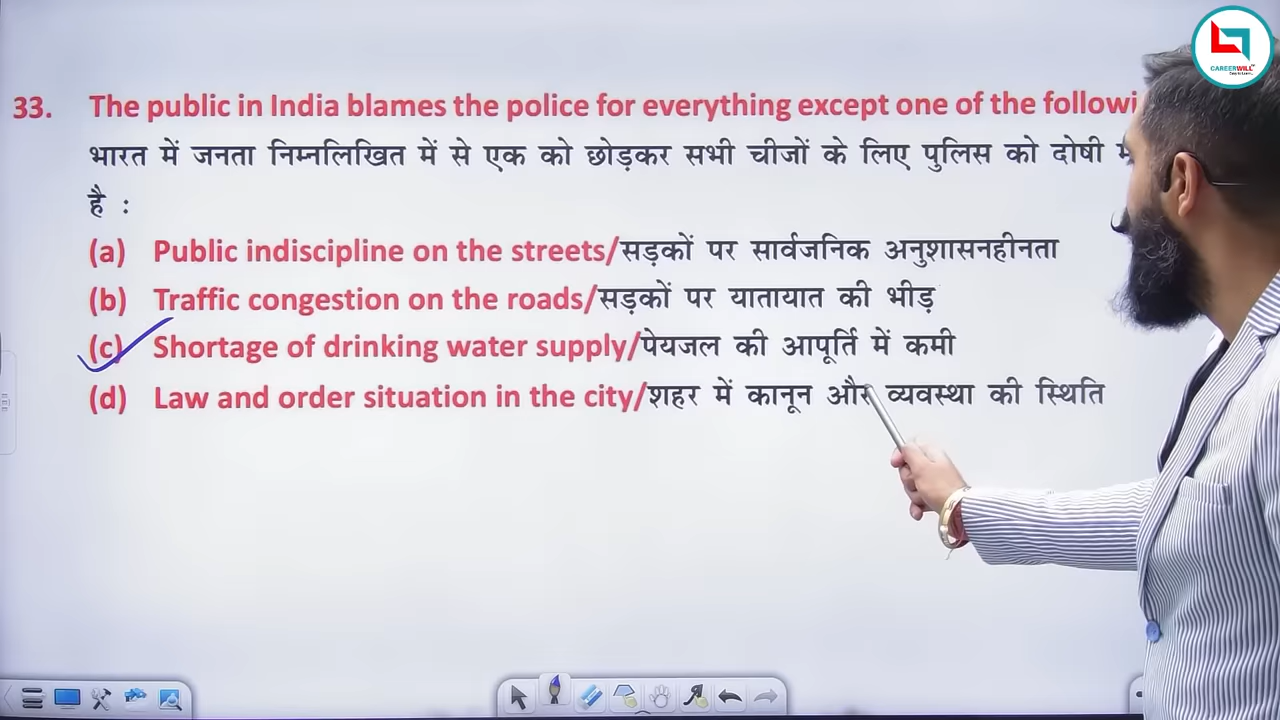 CAREERWILL
33. The public in India blames the police for everything except one of the
भारत में जनता निम्नलिखित में से एक को छोड़कर सभी चीजों के लिए पुलिस को दोषी
है :
(a) Public indiscipline on the streets/सड़कों पर सार्वजनिक अनुशासनहीनता
(b) Traffic congestion on the roads/सड़कों पर यातायात की भीड़
(c) Shortage of drinking water supply/पेयजल की आपूर्ति में कमी
(d) Law and order situation in the city/शहर में कानून और व्यवस्था की स्थिति